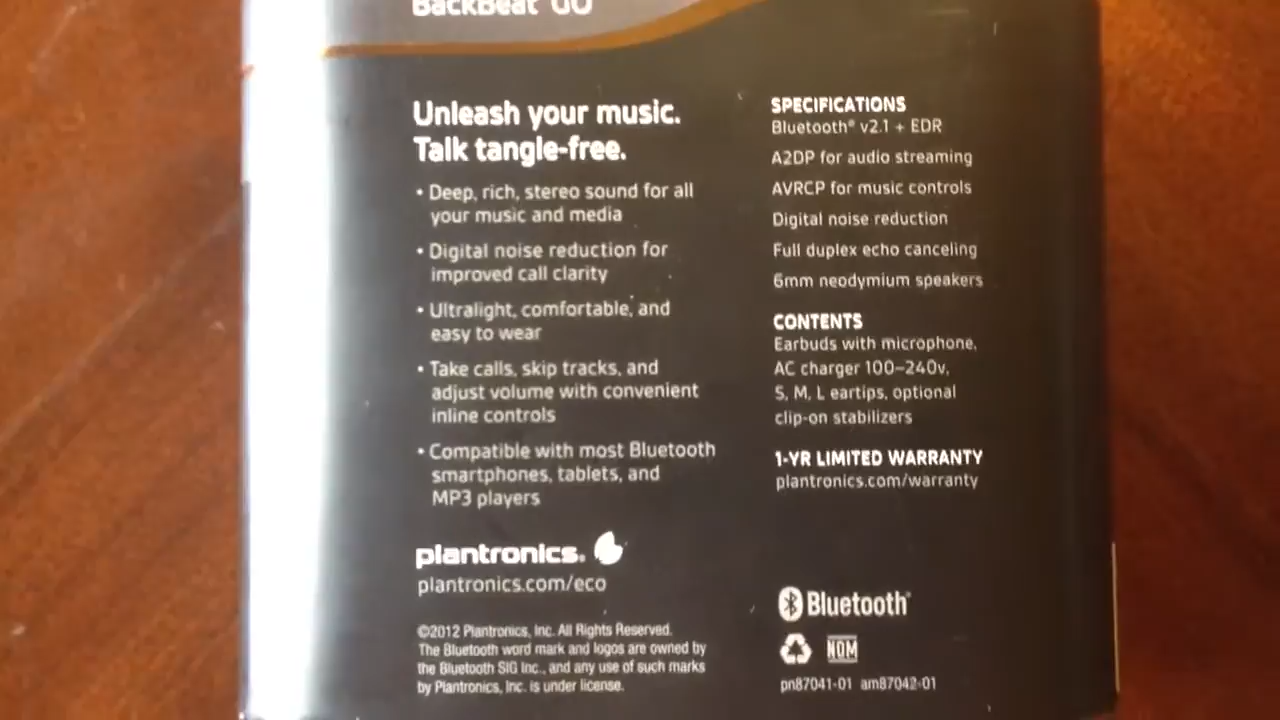 BackBeat GO
Unleash your music.
Talk tangle-free.
• Deep, rich, stereo sound for all
your music and media
• Digital noise reduction for
improved call clarity
• Ultralight, comfortable, and
easy to wear
• Take calls, skip tracks, and
adjust volume with convenient
inline controls
• Compatible with most Bluetooth
smartphones, tablets, and
MP3 players
plantronics.
plantronics.com/eco
©2012 Plantronics, Inc. All Rights Reserved.
The Bluetooth word mark and logos are owned by
the Bluetooth SIG Inc., and any use of such marks
by Plantronics, Inc. is under license.
SPECIFICATIONS
Bluetooth® v2.1 + EDR
A2DP for audio streaming
AVRCP for music controls
Digital noise reduction
Full duplex echo canceling
6mm neodymium speakers
CONTENTS
Earbuds with microphone,
AC charger 100–240v,
S, M, L eartips, optional
clip-on stabilizers
1-YR LIMITED WARRANTY
plantronics.com/warranty
Bluetooth®
NOM
pn87041-01 am87042-01